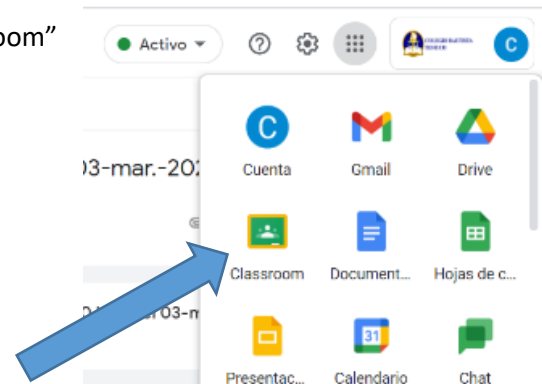 oom”
Activo
C
03-mar.-202
C
Cuenta
Gmail
Drive
Classroom
Document...
Hojas de c...
03-m
31
Presentac...
Calendario
Chat